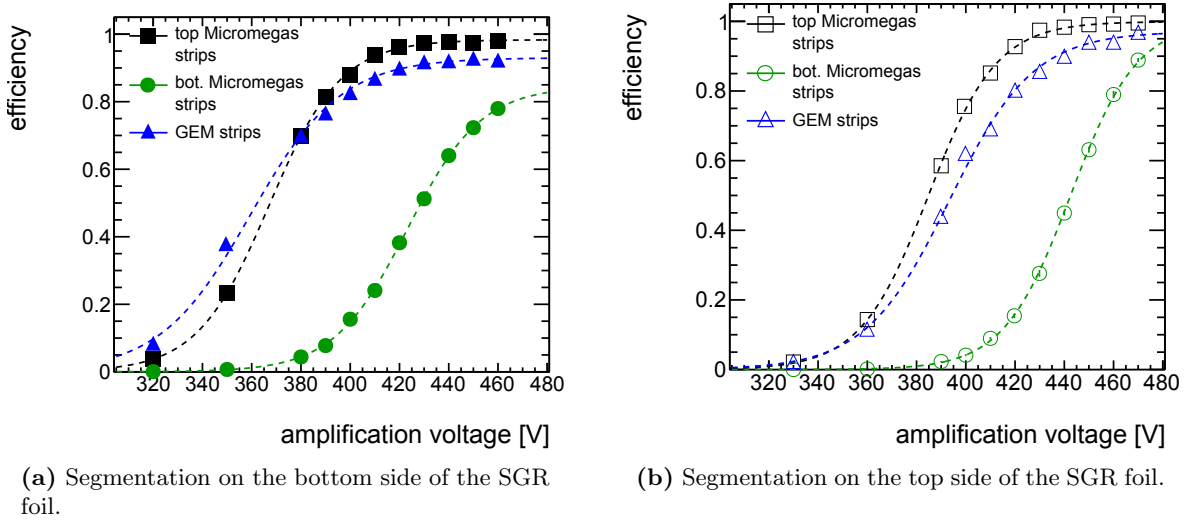 efficiency
1
0.8
0.6
0.4
0.2
0
top Micromegas
strips
bot. Micromegas
strips
GEM strips
320 340 360 380 400 420 440 460 480
amplification voltage [V]
(a) Segmentation on the bottom side of the SGR
foil.
efficiency
1
0.8
0.6
0.4
0.2
0
top Micromegas
strips
bot. Micromegas
strips
GEM strips
320 340 360 380 400 420 440 460 480
amplification voltage [V]
(b) Segmentation on the top side of the SGR foil.